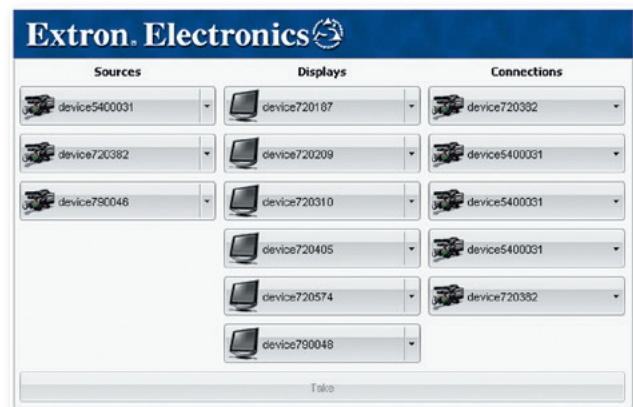 Extron. Electronics
Sources Displays Connections
device5400031 device720187 device720382
device720382 device720209 device5400031
device790046 device720310 device5400031
device720405 device5400031
device720574 device720382
device790048
Take